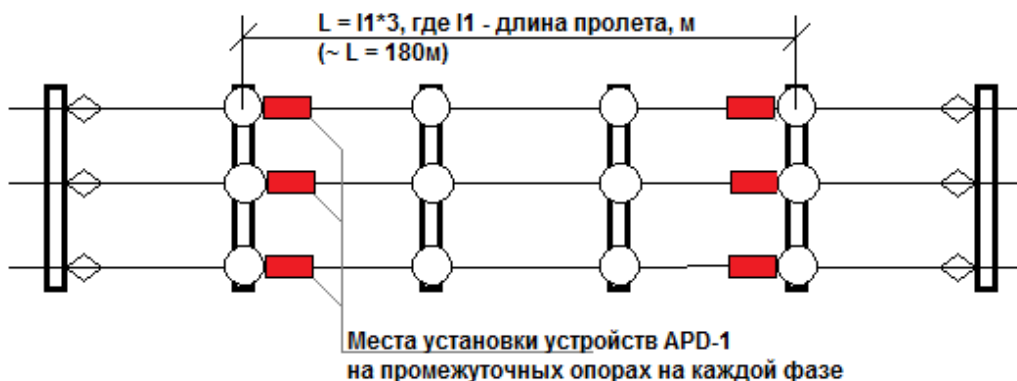 L = l1*3, где l1 - длина пролета, м
(~ L = 180м)
Места установки устройств APD-1
на промежуточных опорах на каждой фазе